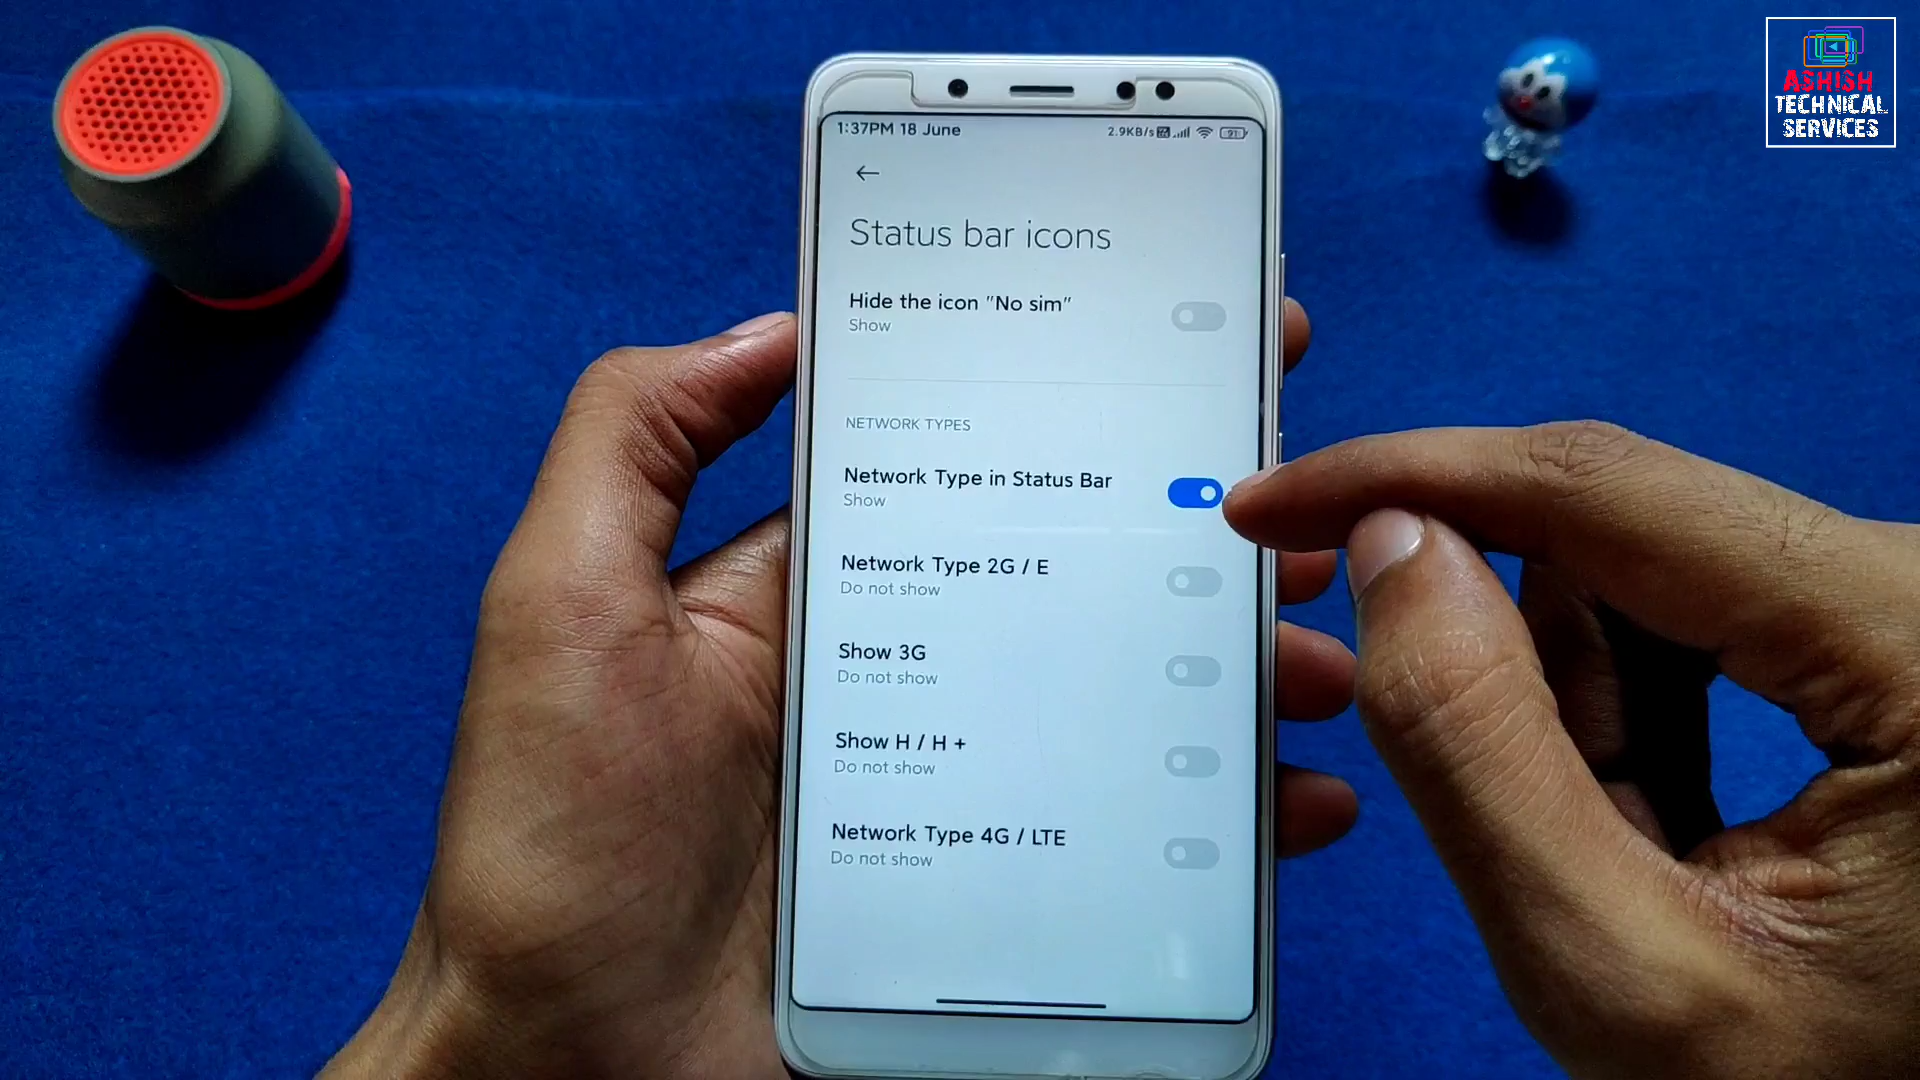 ASHISH
TECHNICAL
SERVICES
1:37PM 18 June
2.9KB/s
91
Status bar icons
Hide the icon "No sim"
Show
NETWORK TYPES
Network Type in Status Bar
Show
Network Type 2G / E
Do not show
Show 3G
Do not show
Show H / H +
Do not show
Network Type 4G / LTE
Do not show